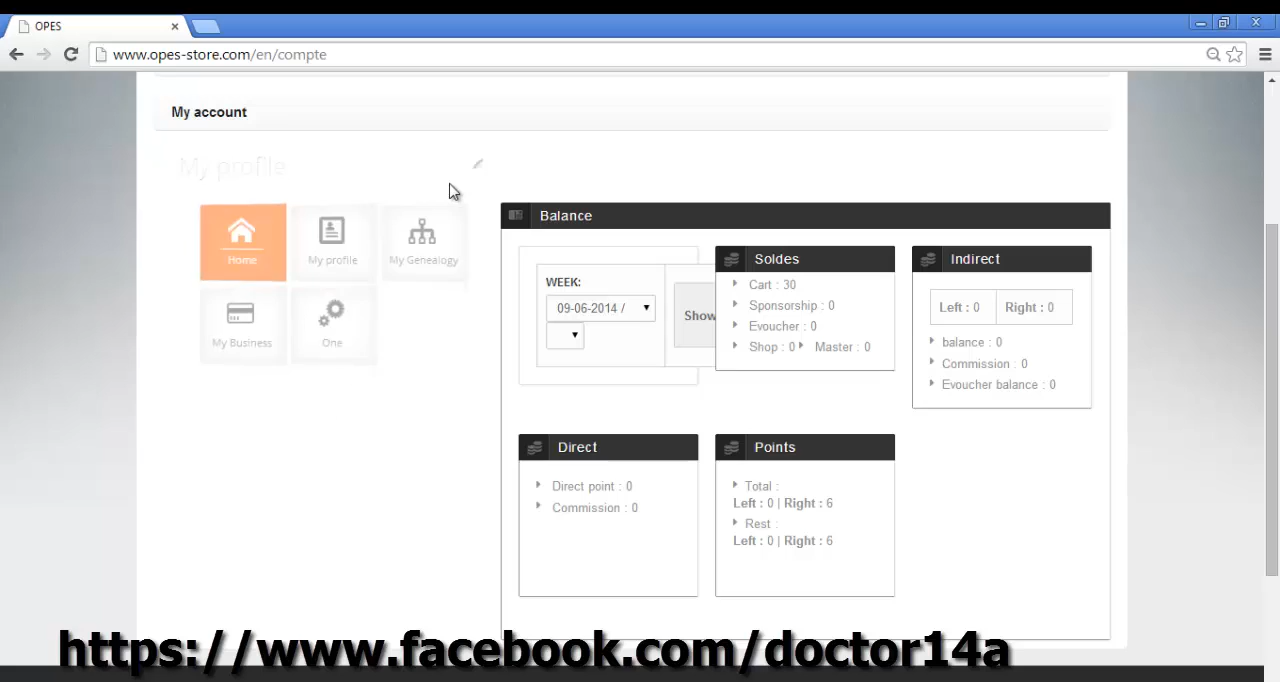 OPES
www.opes-store.com/en/compte
My account
My profile
Home
My profile
My Genealogy
My Business
One
Balance
WEEK:
09-06-2014 /
Show
Soldes
Cart : 30
Sponsorship : 0
Evoucher : 0
Shop : 0 Master : 0
Indirect
Left : 0 Right : 0
balance : 0
Commission : 0
Evoucher balance : 0
Direct
Direct point : 0
Commission : 0
Points
Total :
Left : 0 | Right : 6
Rest :
Left : 0 | Right : 6
https://www.facebook.com/doctor14a